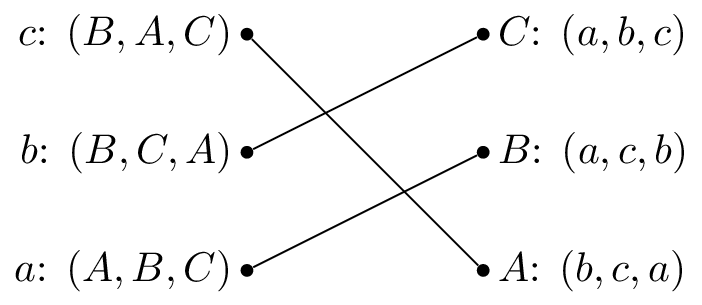 c: (B, A, C) C: (a, b, c)
b: (B, C, A) B: (a, c, b)
a: (A, B, C) A: (b, c, a)